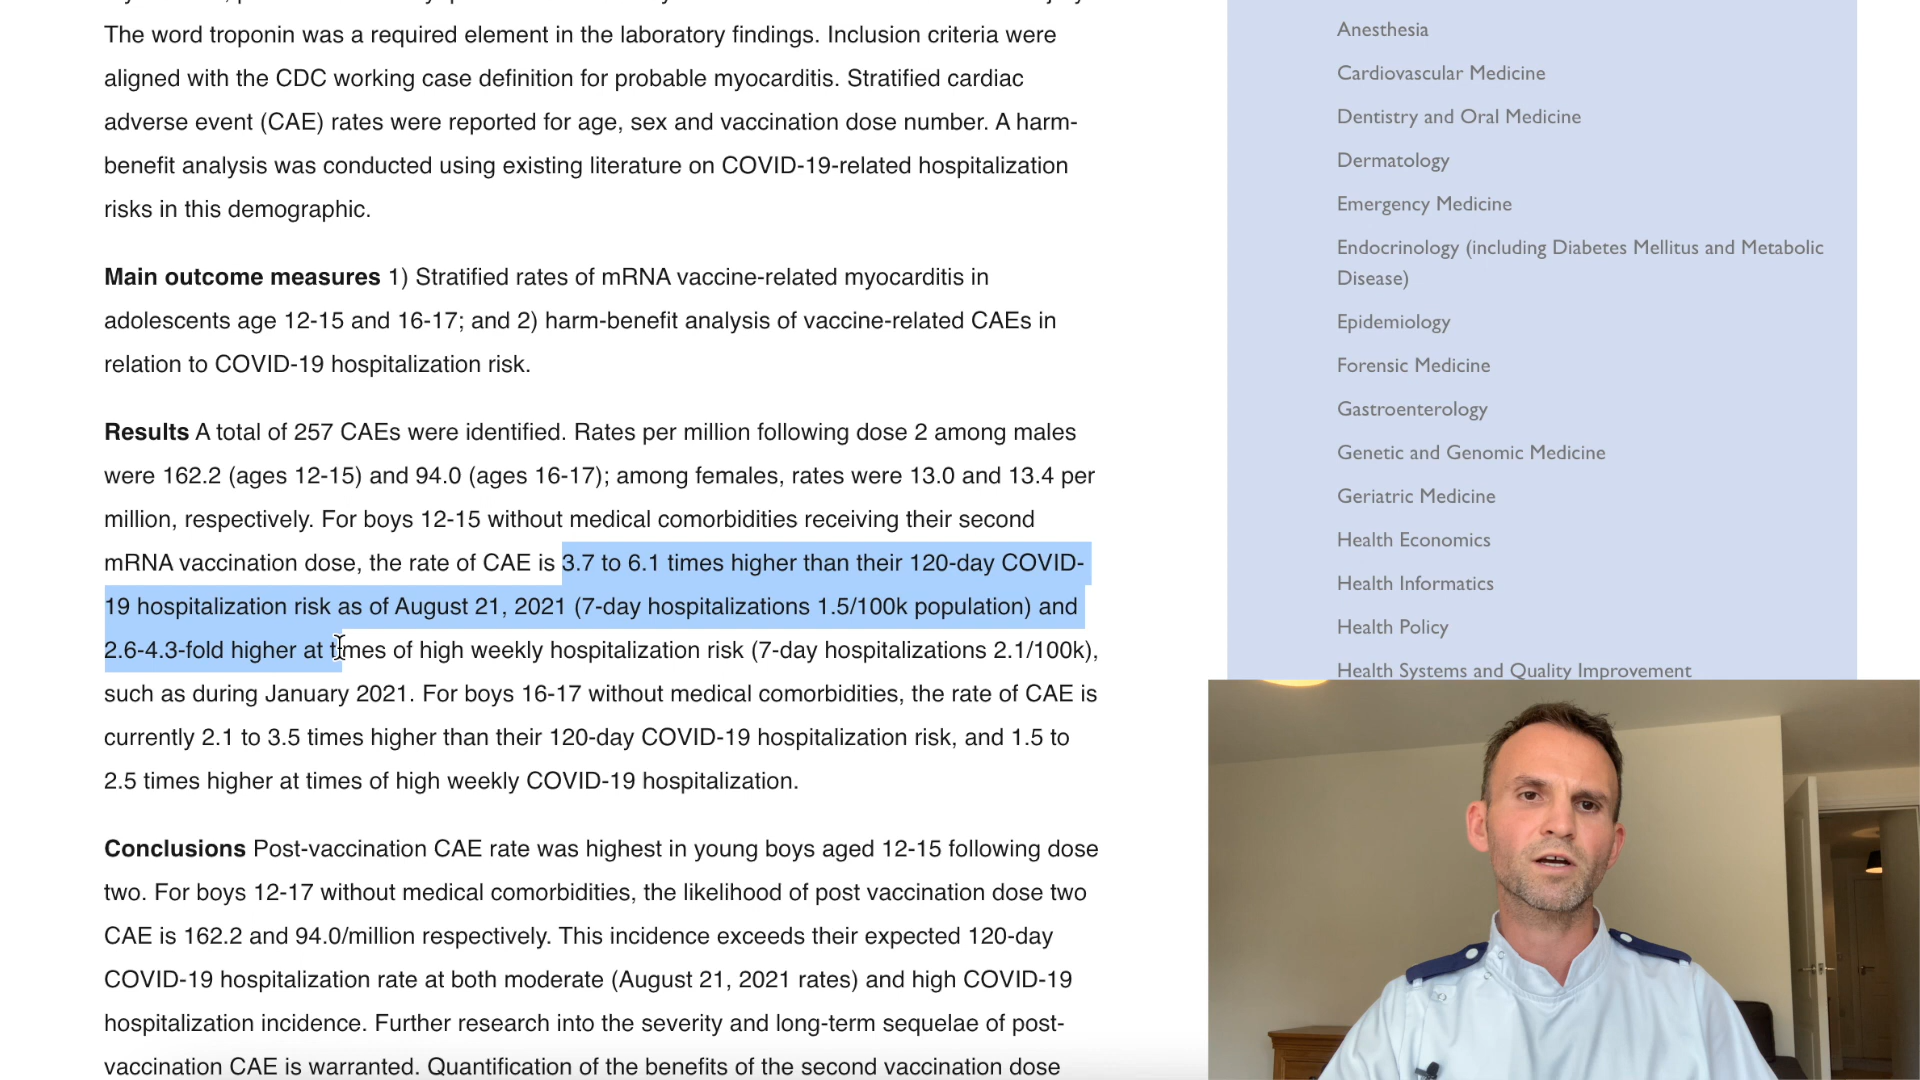 The word troponin was a required element in the laboratory findings. Inclusion criteria were
aligned with the CDC working case definition for probable myocarditis. Stratified cardiac
adverse event (CAE) rates were reported for age, sex and vaccination dose number. A harm-
benefit analysis was conducted using existing literature on COVID-19-related hospitalization
risks in this demographic.
Main outcome measures 1) Stratified rates of mRNA vaccine-related myocarditis in
adolescents age 12-15 and 16-17; and 2) harm-benefit analysis of vaccine-related CAEs in
relation to COVID-19 hospitalization risk.
Results A total of 257 CAEs were identified. Rates per million following dose 2 among males
were 162.2 (ages 12-15) and 94.0 (ages 16-17); among females, rates were 13.0 and 13.4 per
million, respectively. For boys 12-15 without medical comorbidities receiving their second
mRNA vaccination dose, the rate of CAE is 3.7 to 6.1 times higher than their 120-day COVID-
19 hospitalization risk as of August 21, 2021 (7-day hospitalizations 1.5/100k population) and
2.6-4.3-fold higher at times of high weekly hospitalization risk (7-day hospitalizations 2.1/100k),
such as during January 2021. For boys 16-17 without medical comorbidities, the rate of CAE is
currently 2.1 to 3.5 times higher than their 120-day COVID-19 hospitalization risk, and 1.5 to
2.5 times higher at times of high weekly COVID-19 hospitalization.
Conclusions Post-vaccination CAE rate was highest in young boys aged 12-15 following dose
two. For boys 12-17 without medical comorbidities, the likelihood of post vaccination dose two
CAE is 162.2 and 94.0/million respectively. This incidence exceeds their expected 120-day
COVID-19 hospitalization rate at both moderate (August 21, 2021 rates) and high COVID-19
hospitalization incidence. Further research into the severity and long-term sequelae of post-
vaccination CAE is warranted. Quantification of the benefits of the second vaccination dose
Anesthesia
Cardiovascular Medicine
Dentistry and Oral Medicine
Dermatology
Emergency Medicine
Endocrinology (including Diabetes Mellitus and Metabolic
Disease)
Epidemiology
Forensic Medicine
Gastroenterology
Genetic and Genomic Medicine
Geriatric Medicine
Health Economics
Health Informatics
Health Policy
Health Systems and Quality Improvement